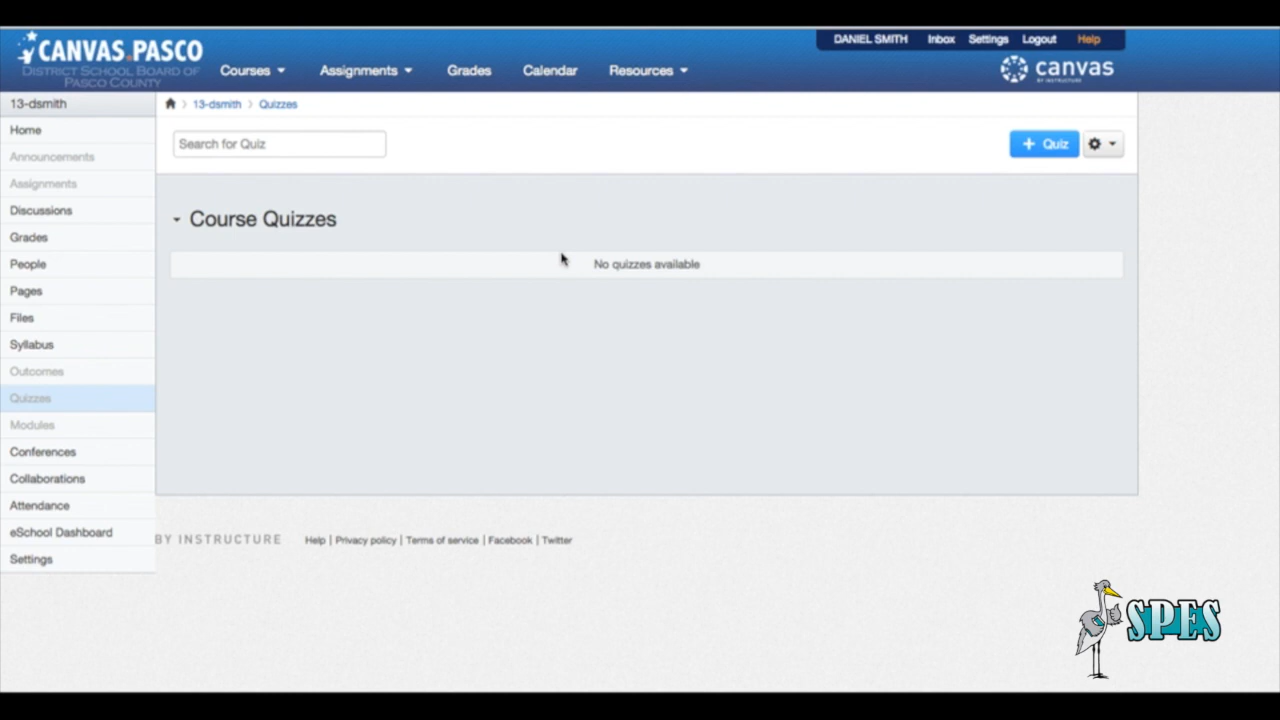 CANVAS.PASCO
DISTRICT SCHOOL BOARD OF
PASCO COUNTY
Courses
Assignments
Grades
Calendar
Resources
DANIEL SMITH
Inbox
Settings
Logout
Help
canvas
BY INSTRUCTURE
13-dsmith
Home
Announcements
Assignments
Discussions
Grades
People
Pages
Files
Syllabus
Outcomes
Quizzes
Modules
Conferences
Collaborations
Attendance
eSchool Dashboard
Settings
13-dsmith > Quizzes
Search for Quiz
+ Quiz
Course Quizzes
No quizzes available
BY INSTRUCTURE
Help | Privacy policy | Terms of service | Facebook | Twitter
SPES